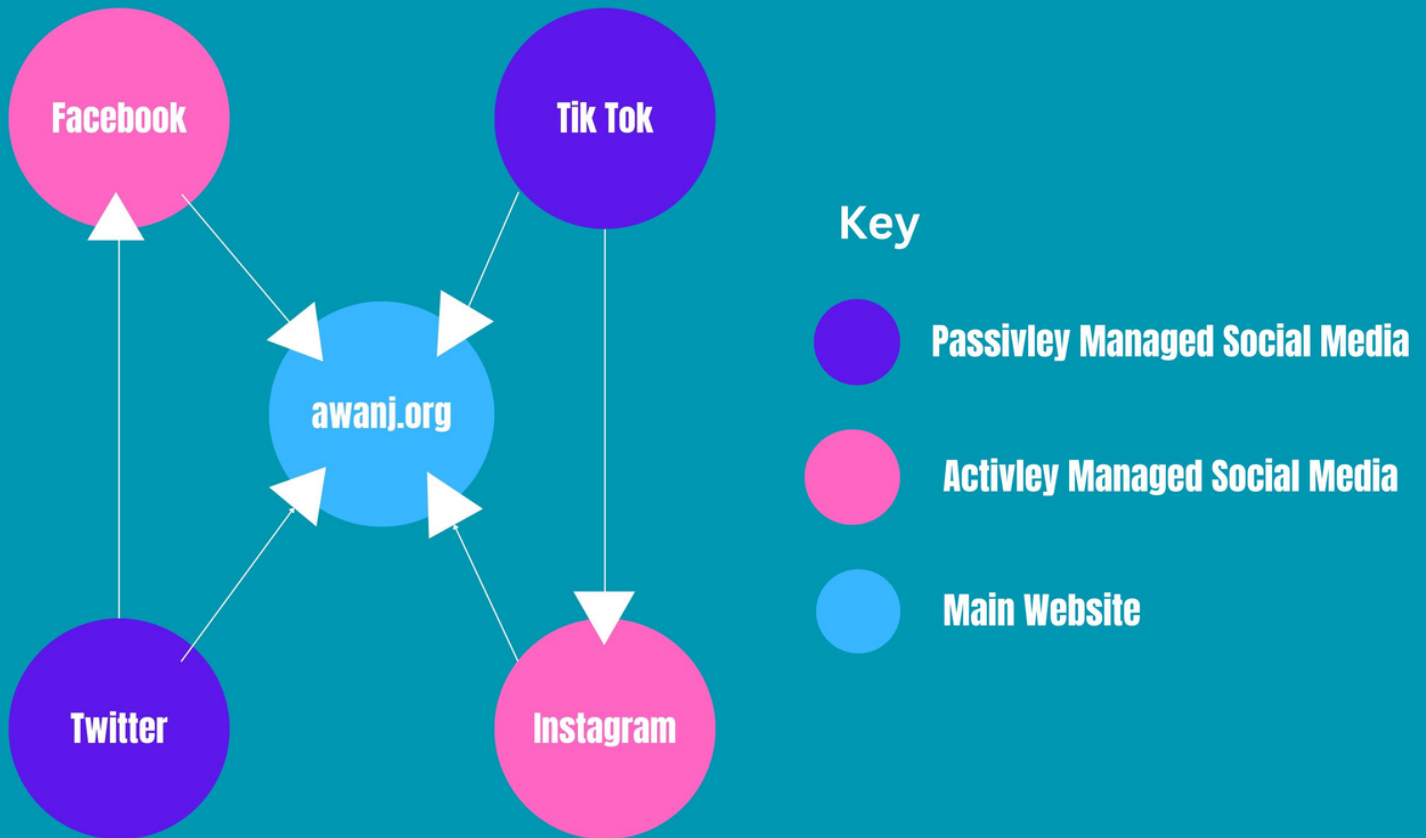 Facebook
Tik Tok
awanj.org
Twitter
Instagram
Key
Passivley Managed Social Media
Activley Managed Social Media
Main Website